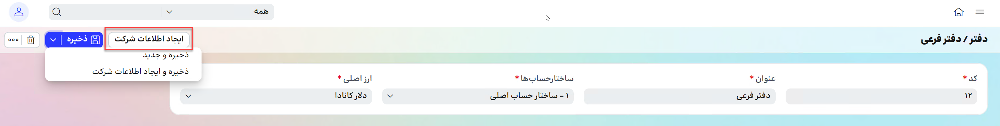 همه
دفتر / دفتر فرعی
ایجاد اطلاعات شرکت
ذخیره
ذخیره و جدید
ذخیره و ایجاد اطلاعات شرکت
کد *
۱۲
عنوان *
دفتر فرعی
ساختارحساب‌ها *
۱ - ساختار حساب اصلی
ارز اصلی *
دلار کانادا